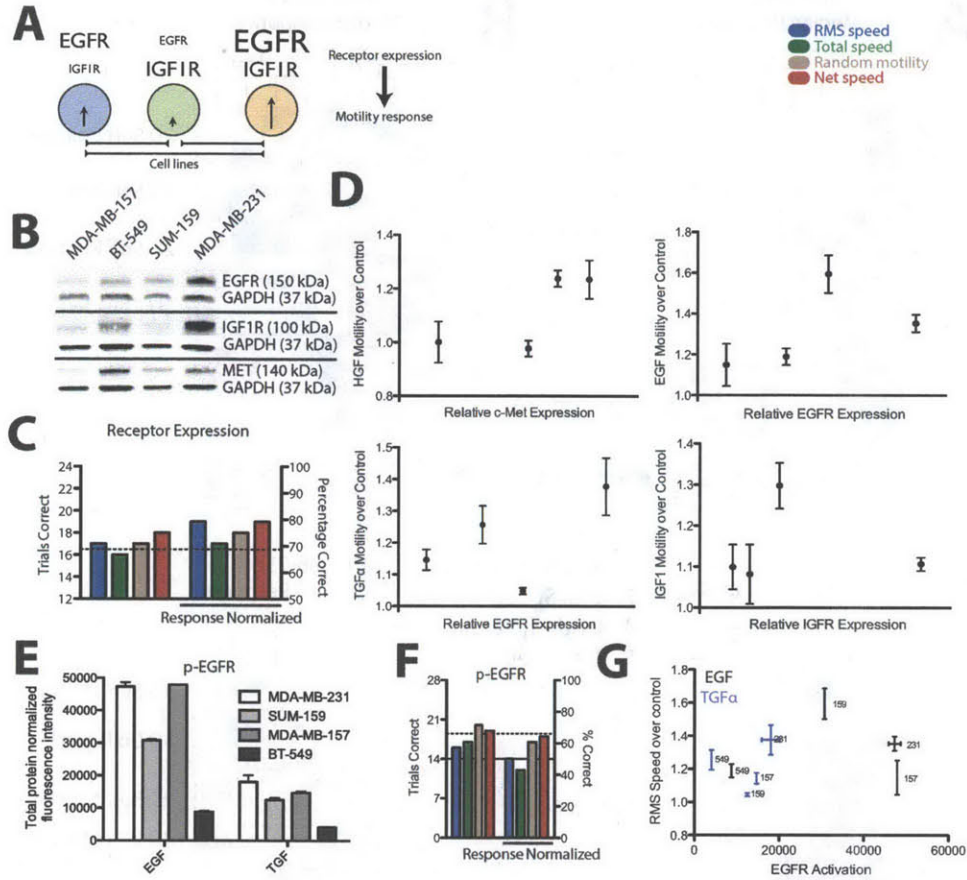 A
EGFR
IGFIR
EGFR
IGFIR
EGFR
IGFIR
Receptor expression
Motility response
Cell lines
RMS speed
Total speed
Random motility
Net speed
B
MDA-MB-157
BT-549
SUM-159
MDA-MB-231
EGFR (150 kDa)
GAPDH (37 kDa)
IGF1R (100 kDa)
GAPDH (37 kDa)
MET (140 kDa)
GAPDH (37 kDa)
C
Receptor Expression
Trials Correct
24
22
20
18
16
14
12
100
90
80
70
60
50
Percentage Correct
Response Normalized
D
HGF Motility over Control
1.4
1.2
1.0
0.8
Relative c-Met Expression
EGF Motility over Control
1.8
1.6
1.4
1.2
1.0
Relative EGFR Expression
TGFα Motility over Control
1.5
1.4
1.3
1.2
1.1
1.0
Relative EGFR Expression
IGF1 Motility over Control
1.4
1.3
1.2
1.1
1.0
Relative IGFR Expression
E
p-EGFR
Total protein normalized
fluorescence intensity
50000
40000
30000
20000
10000
0
MDA-MB-231
SUM-159
MDA-MB-157
BT-549
EGF
TGF
F
p-EGFR
Trials Correct
28
21
14
7
0
100
80
60
40
20
0
% Correct
Response Normalized
G
EGF
TGFα
RMS Speed over control
1.8
1.6
1.4
1.2
1.0
0.8
159
231
231
549
549
157
157
159
0
20000
40000
60000
EGFR Activation